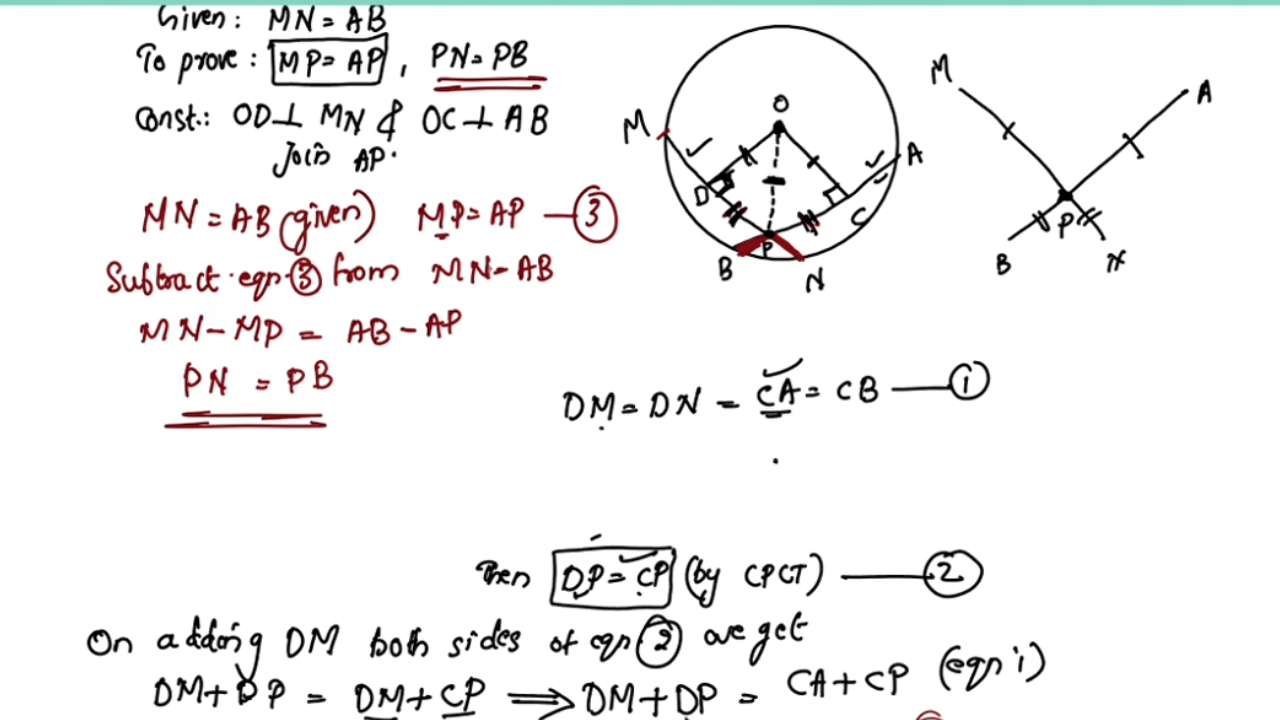 Given: MN = AB
To prove: MP = AP, PN = PB
Const.: OD ⊥ MN & OC ⊥ AB
Join AP.
MN = AB (given) MP = AP — ③
Subtract eqn ③ from MN = AB
MN - MP = AB - AP
PN = PB
O
M
A
D
C
P
B
N
M
A
P
B
N
DM = DN = CA = CB — ①
Then DP = CP (by CPCT) — ②
On adding DM both sides of eqn ② we get
DM + DP = DM + CP ⟹ DM + DP = CA + CP (eqn i)